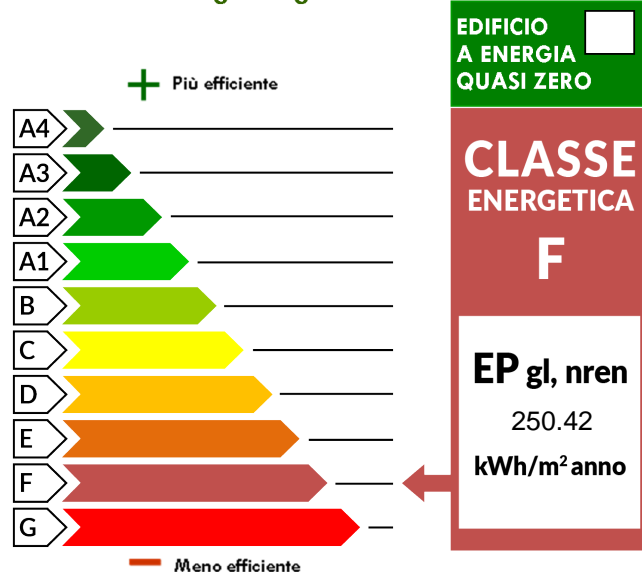 Più efficiente
A4
A3
A2
A1
B
C
D
E
F
G
Meno efficiente
EDIFICIO
A ENERGIA
QUASI ZERO
CLASSE
ENERGETICA
F
EP gl, nren
250.42
kWh/m² anno